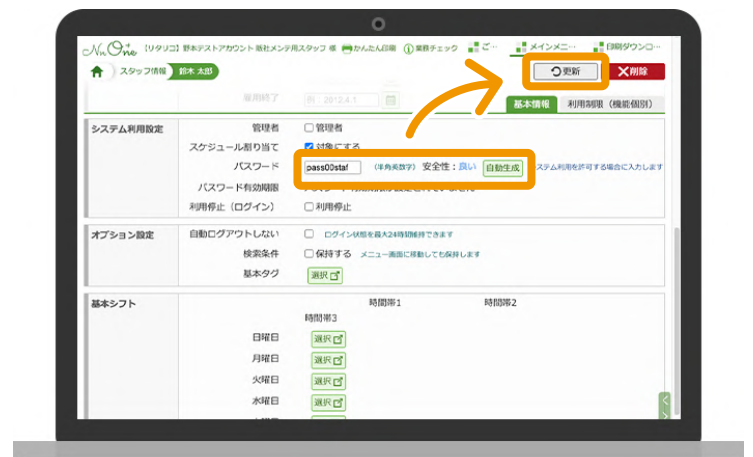 NuOne 【リタリコ】野本テストアカウント 販社メンテ用スタッフ 様 かんたん印刷 業務チェック ご… メインメニ… 印刷ダウンロ…
スタッフ情報 鈴木 太郎 更新 削除
雇用終了 例：2012.4.1
基本情報 利用制限（機能個別）
システム利用設定 管理者 管理者
スケジュール割り当て 対象にする
パスワード pass00staf （半角英数字） 安全性：良い 自動生成 ステム利用を許可する場合に入力します
パスワード有効期限
利用停止（ログイン） 利用停止
オプション設定 自動ログアウトしない ログイン状態を最大24時間維持できます
検索条件 保持する メニュー画面に移動しても保持します
基本タグ 選択
基本シフト 時間帯1 時間帯2
時間帯3
日曜日 選択
月曜日 選択
火曜日 選択
水曜日 選択